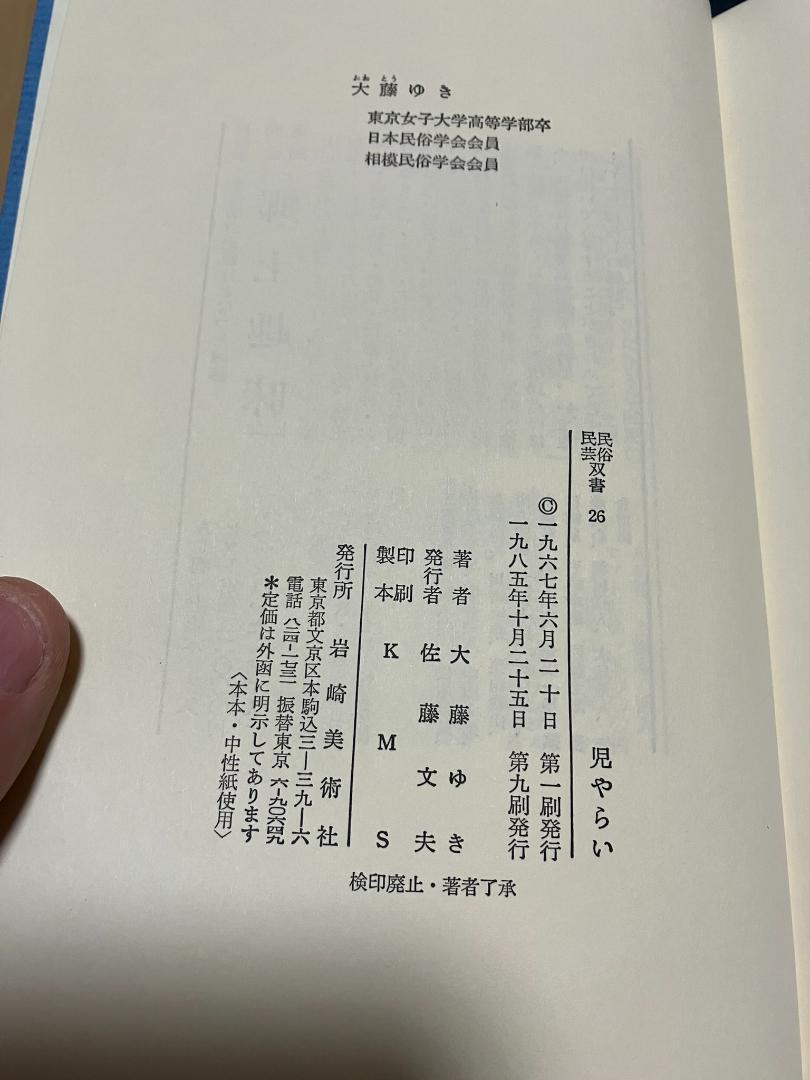 おおとう
大藤ゆき
東京女子大学高等学部卒
日本民俗学会会員
相模民俗学会会員
民俗民芸双書 26
児やらい
©一九六七年六月二十日 第一刷発行
一九八五年十月二十五日 第九刷発行
著者 大藤ゆき
発行者 佐藤文夫
印刷製本 KMS
発行所 岩崎美術社
東京都文京区本駒込三―三九―六
電話 振替東京
*定価は外函に明示してあります
〈本本・中性紙使用〉
検印廃止・著者了承